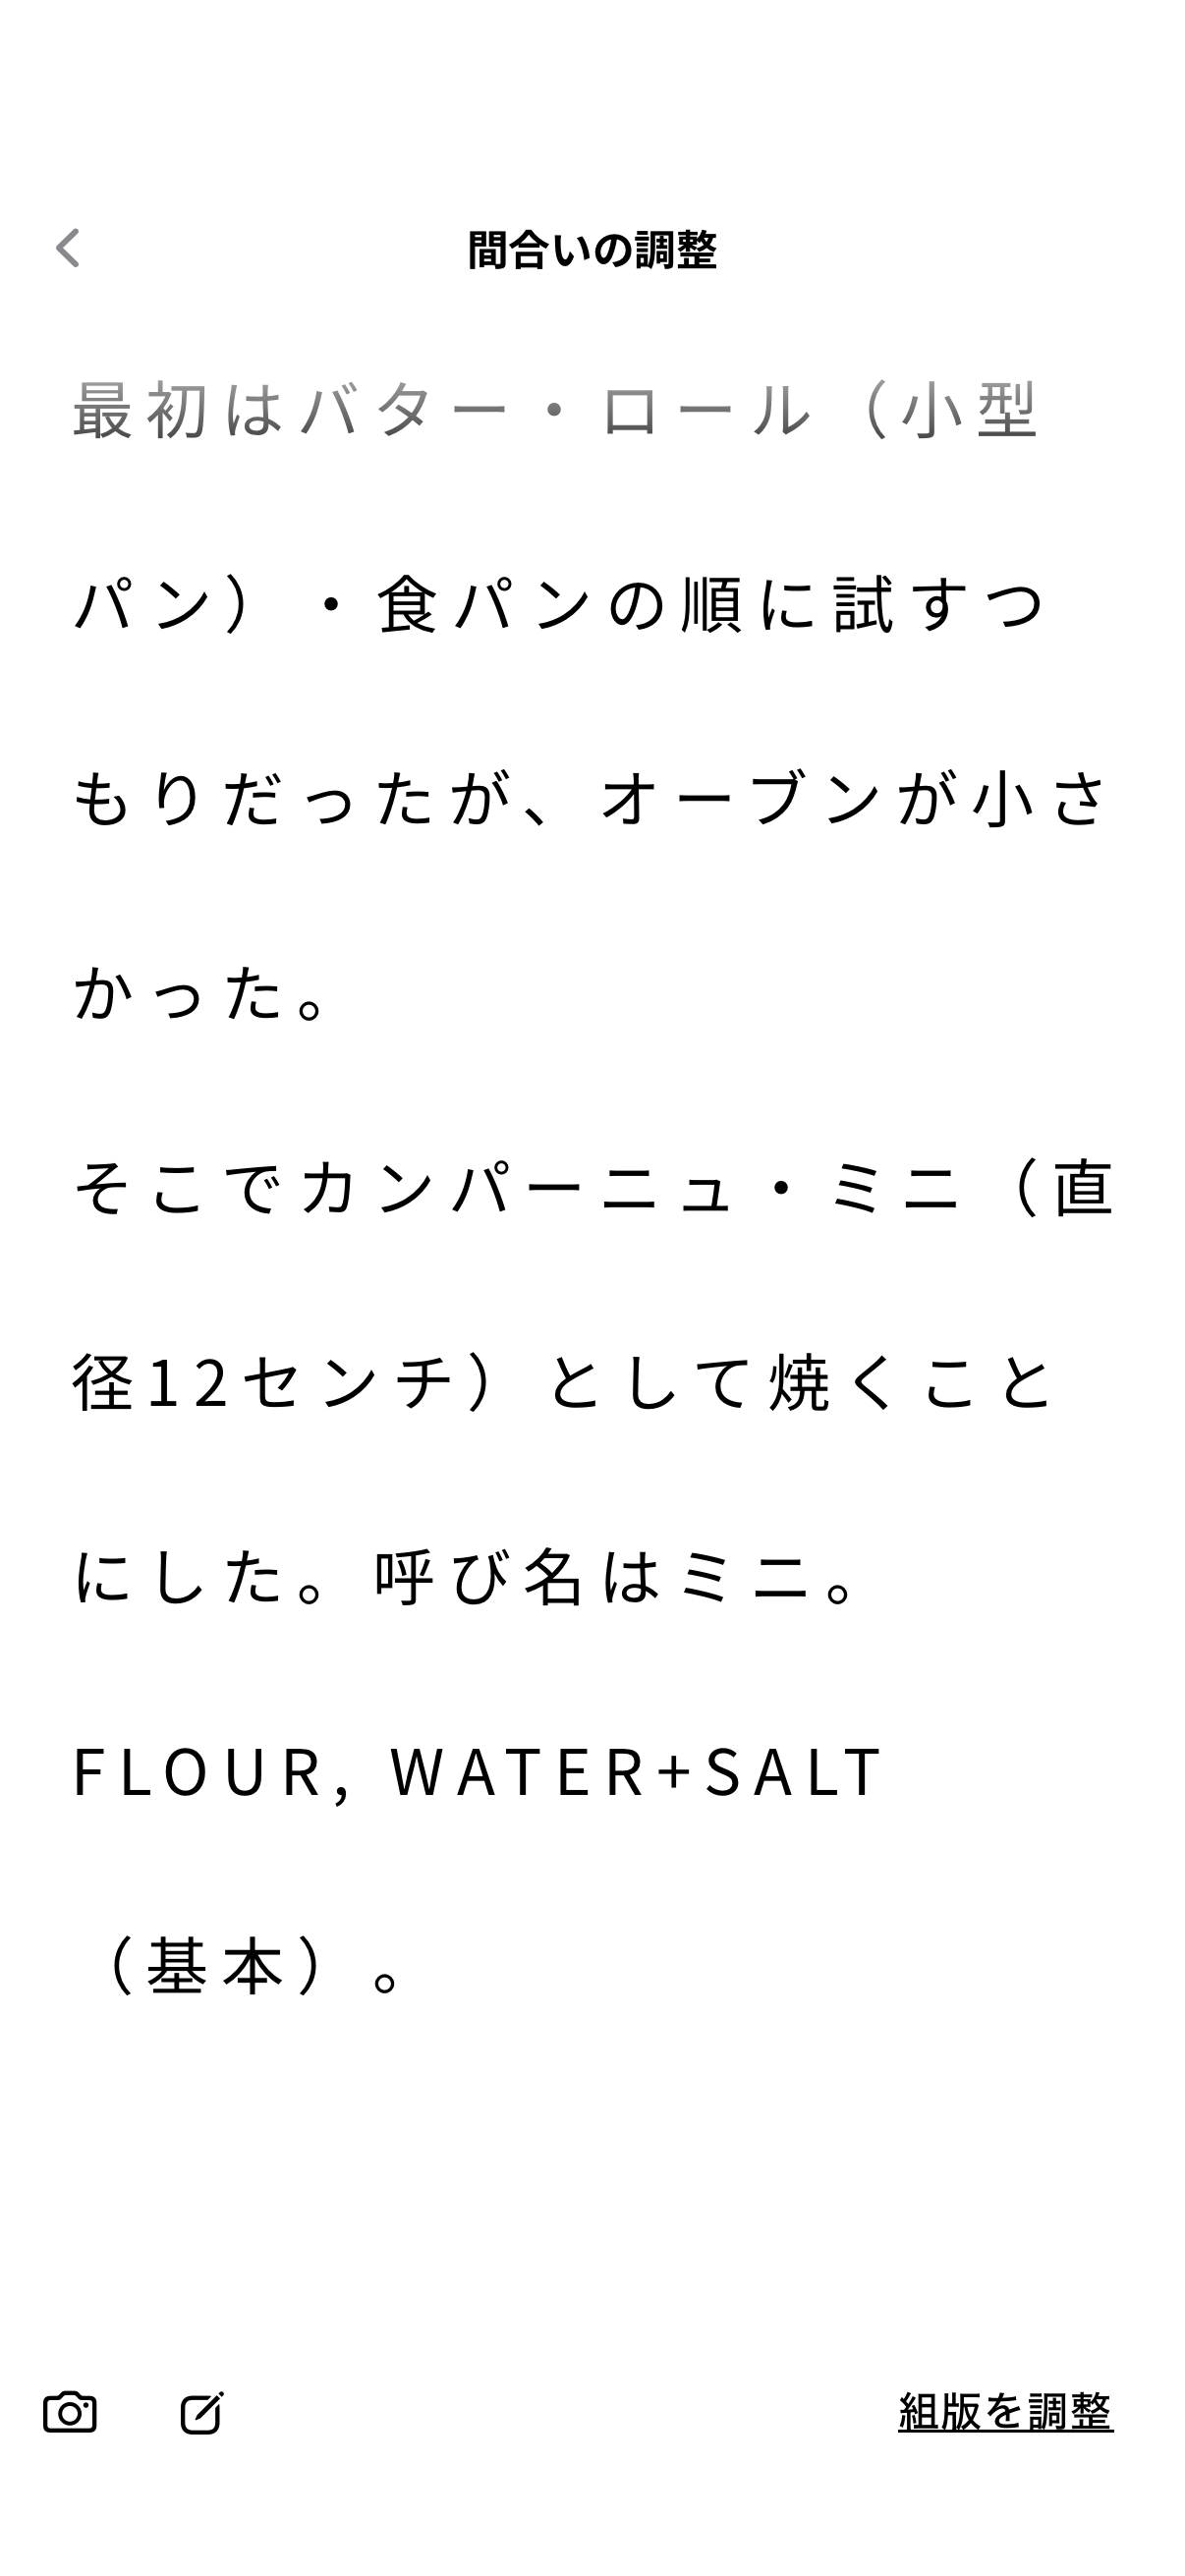 間合いの調整
最初はバター・ロール（小型
パン）・食パンの順に試すつ
もりだったが、オーブンが小さ
かった。
そこでカンパーニュ・ミニ（直
径12センチ）として焼くこと
にした。呼び名はミニ。
FLOUR, WATER+SALT
（基本）。
組版を調整